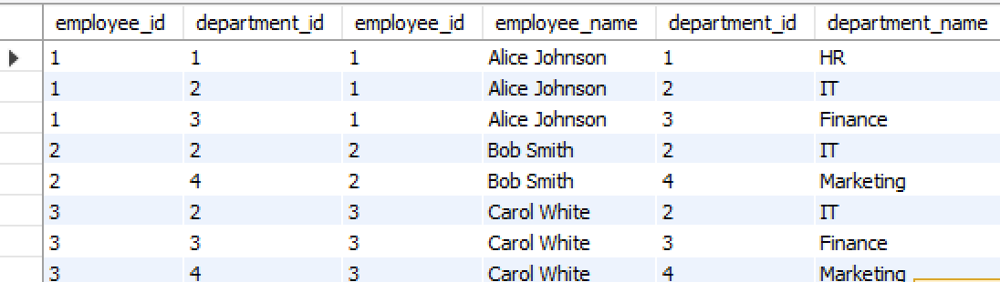 employee_id department_id employee_id employee_name department_id department_name
1 1 1 Alice Johnson 1 HR
1 2 1 Alice Johnson 2 IT
1 3 1 Alice Johnson 3 Finance
2 2 2 Bob Smith 2 IT
2 4 2 Bob Smith 4 Marketing
3 2 3 Carol White 2 IT
3 3 3 Carol White 3 Finance
3 4 3 Carol White 4 Marketing